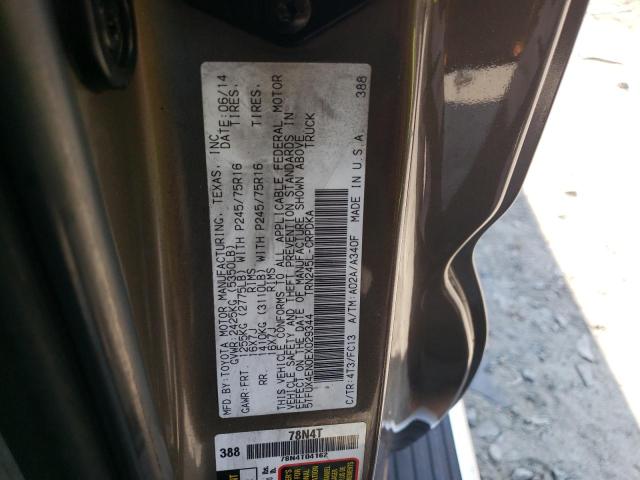 MFD.BY:TOYOTA MOTOR MANUFACTURING, TEXAS, INC. DATE:06/14
GVWR 2425KG (5350LB)
GAWR-FRT. 1255KG (2775LB) WITH P245/75R16 TIRES,
16X7J RIMS
RR. 1410KG (3110LB) WITH P245/75R16 TIRES,
16X7J RIMS
THIS VEHICLE CONFORMS TO ALL APPLICABLE FEDERAL MOTOR
VEHICLE SAFETY AND THEFT PREVENTION STANDARDS IN
EFFECT ON THE DATE OF MANUFACTURE SHOWN ABOVE.
5TFUX4EN0EX029344 TRN245L-CRPDKA TRUCK
C/TR:4T3/FC13 A/TM:A02A/A340F MADE IN U.S.A 388
78N4T
388 78N4T04162